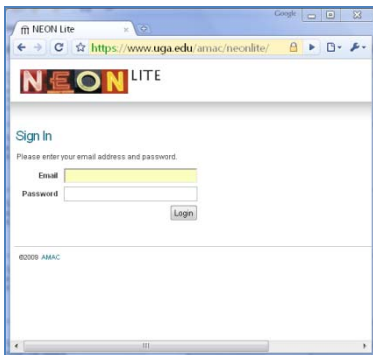 Google
NEON Lite
https://www.uga.edu/amac/neonlite/
NEON LITE
Sign In
Please enter your email address and password.
Email
Password
Login
©2009 AMAC